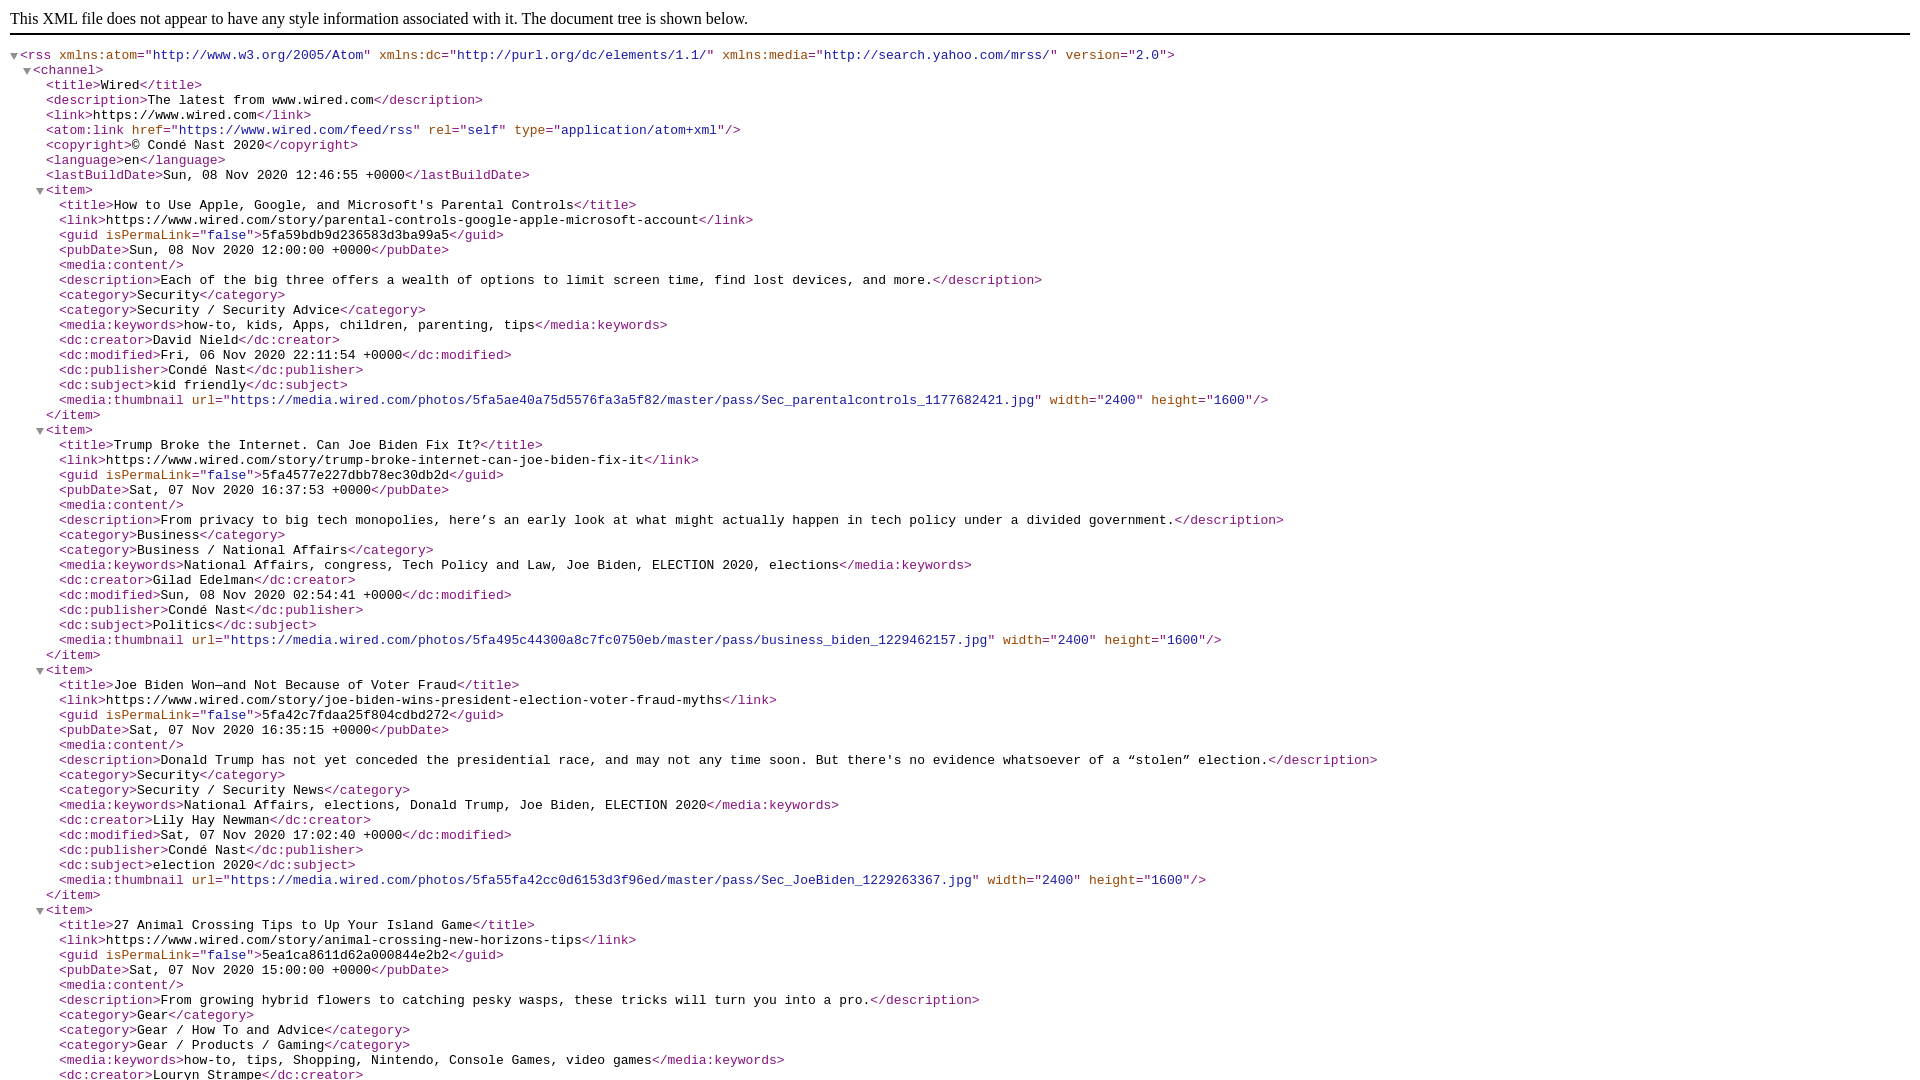 This XML file does not appear to have any style information associated with it. The document tree is shown below.
<rss xmlns:atom="http://www.w3.org/2005/Atom" xmlns:dc="http://purl.org/dc/elements/1.1/" xmlns:media="http://search.yahoo.com/mrss/" version="2.0">
<channel>
<title>Wired</title>
<description>The latest from www.wired.com</description>
<link>https://www.wired.com</link>
<atom:link href="https://www.wired.com/feed/rss" rel="self" type="application/atom+xml"/>
<copyright>© Condé Nast 2020</copyright>
<language>en</language>
<lastBuildDate>Sun, 08 Nov 2020 12:46:55 +0000</lastBuildDate>
<item>
<title>How to Use Apple, Google, and Microsoft's Parental Controls</title>
<link>https://www.wired.com/story/parental-controls-google-apple-microsoft-account</link>
<guid isPermaLink="false">5fa59bdb9d236583d3ba99a5</guid>
<pubDate>Sun, 08 Nov 2020 12:00:00 +0000</pubDate>
<media:content/>
<description>Each of the big three offers a wealth of options to limit screen time, find lost devices, and more.</description>
<category>Security</category>
<category>Security / Security Advice</category>
<media:keywords>how-to, kids, Apps, children, parenting, tips</media:keywords>
<dc:creator>David Nield</dc:creator>
<dc:modified>Fri, 06 Nov 2020 22:11:54 +0000</dc:modified>
<dc:publisher>Condé Nast</dc:publisher>
<dc:subject>kid friendly</dc:subject>
<media:thumbnail url="https://media.wired.com/photos/5fa5ae40a75d5576fa3a5f82/master/pass/Sec_parentalcontrols_1177682421.jpg" width="2400" height="1600"/>
</item>
<item>
<title>Trump Broke the Internet. Can Joe Biden Fix It?</title>
<link>https://www.wired.com/story/trump-broke-internet-can-joe-biden-fix-it</link>
<guid isPermaLink="false">5fa4577e227dbb78ec30db2d</guid>
<pubDate>Sat, 07 Nov 2020 16:37:53 +0000</pubDate>
<media:content/>
<description>From privacy to big tech monopolies, here’s an early look at what might actually happen in tech policy under a divided government.</description>
<category>Business</category>
<category>Business / National Affairs</category>
<media:keywords>National Affairs, congress, Tech Policy and Law, Joe Biden, ELECTION 2020, elections</media:keywords>
<dc:creator>Gilad Edelman</dc:creator>
<dc:modified>Sun, 08 Nov 2020 02:54:41 +0000</dc:modified>
<dc:publisher>Condé Nast</dc:publisher>
<dc:subject>Politics</dc:subject>
<media:thumbnail url="https://media.wired.com/photos/5fa495c44300a8c7fc0750eb/master/pass/business_biden_1229462157.jpg" width="2400" height="1600"/>
</item>
<item>
<title>Joe Biden Won—and Not Because of Voter Fraud</title>
<link>https://www.wired.com/story/joe-biden-wins-president-election-voter-fraud-myths</link>
<guid isPermaLink="false">5fa42c7fdaa25f804cdbd272</guid>
<pubDate>Sat, 07 Nov 2020 16:35:15 +0000</pubDate>
<media:content/>
<description>Donald Trump has not yet conceded the presidential race, and may not any time soon. But there's no evidence whatsoever of a “stolen” election.</description>
<category>Security</category>
<category>Security / Security News</category>
<media:keywords>National Affairs, elections, Donald Trump, Joe Biden, ELECTION 2020</media:keywords>
<dc:creator>Lily Hay Newman</dc:creator>
<dc:modified>Sat, 07 Nov 2020 17:02:40 +0000</dc:modified>
<dc:publisher>Condé Nast</dc:publisher>
<dc:subject>election 2020</dc:subject>
<media:thumbnail url="https://media.wired.com/photos/5fa55fa42cc0d6153d3f96ed/master/pass/Sec_JoeBiden_1229263367.jpg" width="2400" height="1600"/>
</item>
<item>
<title>27 Animal Crossing Tips to Up Your Island Game</title>
<link>https://www.wired.com/story/animal-crossing-new-horizons-tips</link>
<guid isPermaLink="false">5ea1ca8611d62a000844e2b2</guid>
<pubDate>Sat, 07 Nov 2020 15:00:00 +0000</pubDate>
<media:content/>
<description>From growing hybrid flowers to catching pesky wasps, these tricks will turn you into a pro.</description>
<category>Gear</category>
<category>Gear / How To and Advice</category>
<category>Gear / Products / Gaming</category>
<media:keywords>how-to, tips, Shopping, Nintendo, Console Games, video games</media:keywords>
<dc:creator>Louryn Strampe</dc:creator>